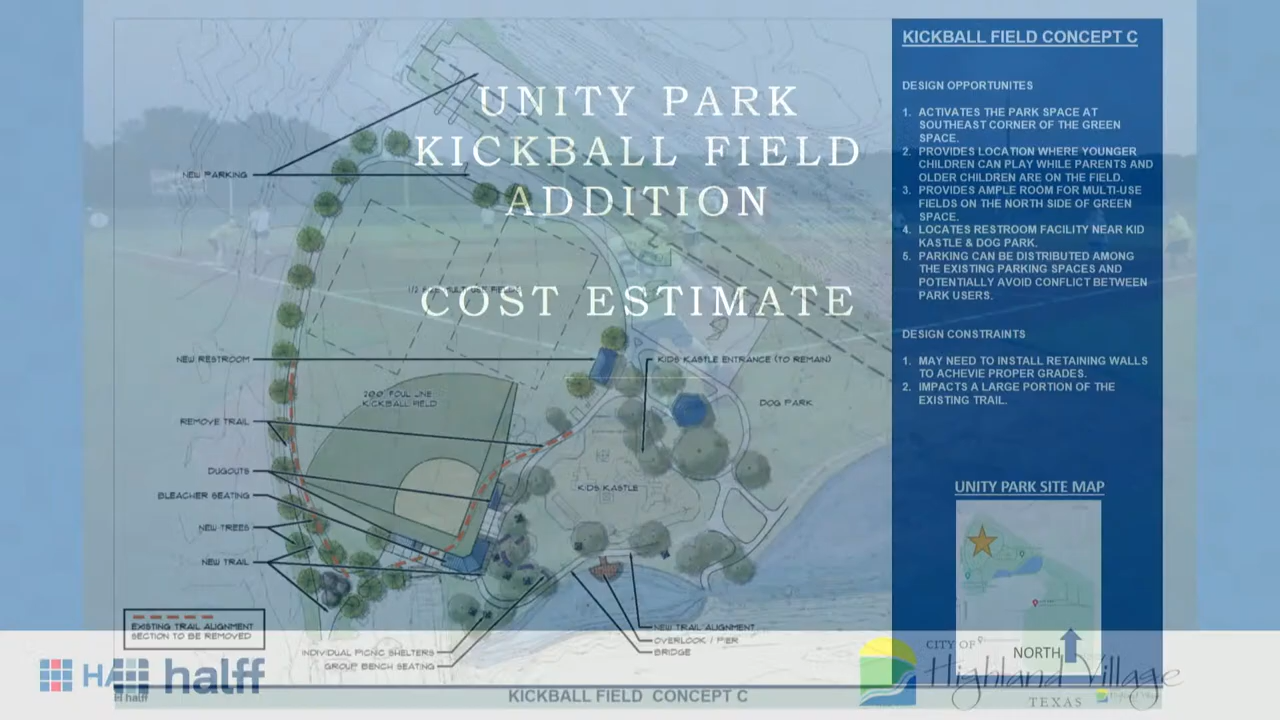 UNITY PARK
KICKBALL FIELD
ADDITION
COST ESTIMATE
NEW PARKING
NEW RESTROOM
200' FOUL LINE
KICKBALL FIELD
REMOVE TRAIL
DUGOUTS
BLEACHER SEATING
NEW TREES
NEW TRAIL
EXISTING TRAIL ALIGNMENT
SECTION TO BE REMOVED
KIDS KASTLE ENTRANCE (TO REMAIN)
DOG PARK
KIDS KASTLE
NEW TRAIL ALIGNMENT
OVERLOOK / PIER
BRIDGE
INDIVIDUAL PICNIC SHELTERS
GROUP BENCH SEATING
KICKBALL FIELD CONCEPT C
KICKBALL FIELD CONCEPT C
DESIGN OPPORTUNITES
1. ACTIVATES THE PARK SPACE AT
SOUTHEAST CORNER OF THE GREEN
SPACE.
2. PROVIDES LOCATION WHERE YOUNGER
CHILDREN CAN PLAY WHILE PARENTS AND
OLDER CHILDREN ARE ON THE FIELD.
3. PROVIDES AMPLE ROOM FOR MULTI-USE
FIELDS ON THE NORTH SIDE OF GREEN
SPACE.
4. LOCATES RESTROOM FACILITY NEAR KID
KASTLE & DOG PARK.
5. PARKING CAN BE DISTRIBUTED AMONG
THE EXISTING PARKING SPACES AND
POTENTIALLY AVOID CONFLICT BETWEEN
PARK USERS.
DESIGN CONSTRAINTS
1. MAY NEED TO INSTALL RETAINING WALLS
TO ACHEVIE PROPER GRADES.
2. IMPACTS A LARGE PORTION OF THE
EXISTING TRAIL.
UNITY PARK SITE MAP
NORTH
halff
halff
CITY OF
Highland Village
TEXAS